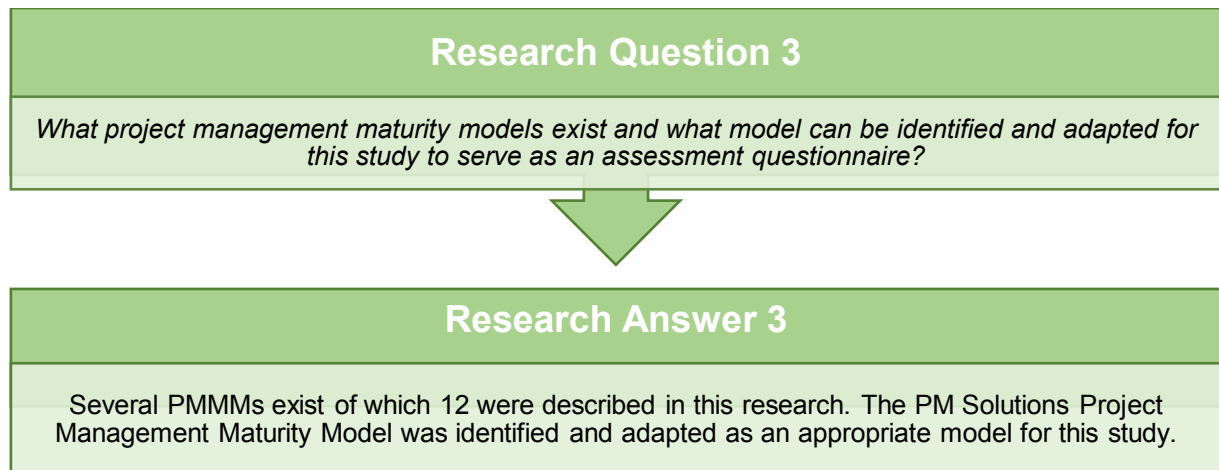 Research Question 3
What project management maturity models exist and what model can be identified and adapted for
this study to serve as an assessment questionnaire?
Research Answer 3
Several PMMMs exist of which 12 were described in this research. The PM Solutions Project
Management Maturity Model was identified and adapted as an appropriate model for this study.